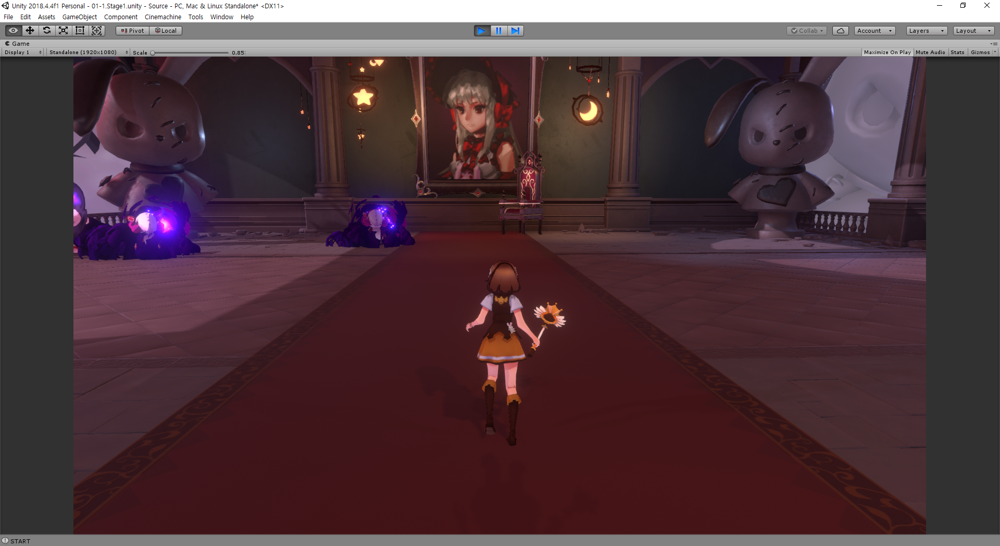 Unity 2018.4.4f1 Personal - 01-1.Stage1.unity - Source - PC, Mac & Linux Standalone* <DX11>
File Edit Assets GameObject Component Cinemachine Tools Window Help
Pivot Local Collab Account Layers Layout
Game
Display 1 Standalone (1920x1080) Scale 0.85: Maximize On Play Mute Audio Stats Gizmos
START